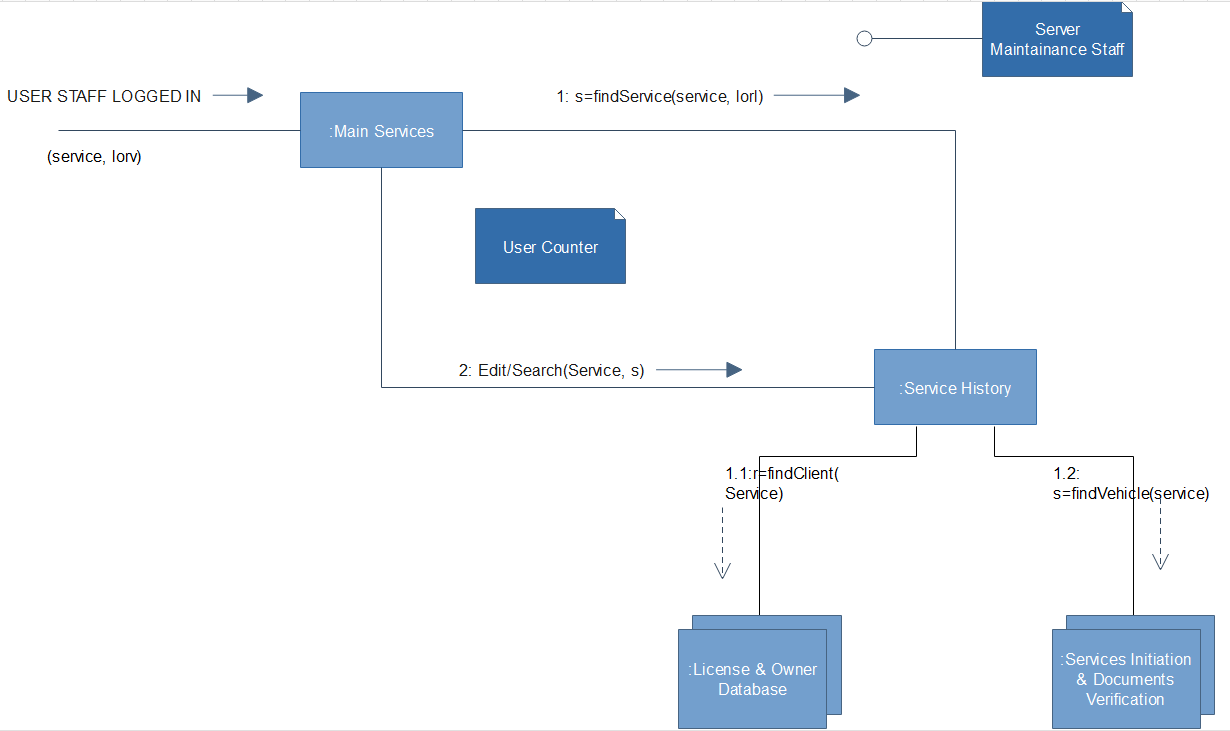 Server
Maintainance Staff
USER STAFF LOGGED IN
1: s=findService(service, lorl)
:Main Services
(service, lorv)
User Counter
2: Edit/Search(Service, s)
:Service History
1.1:r=findClient(
Service)
1.2:
s=findVehicle(service)
:License & Owner
Database
:Services Initiation
& Documents
Verification